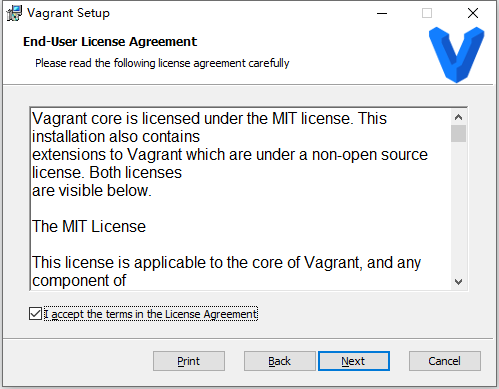 Vagrant Setup
End-User License Agreement
Please read the following license agreement carefully
Vagrant core is licensed under the MIT license. This
installation also contains
extensions to Vagrant which are under a non-open source
license. Both licenses
are visible below.
The MIT License
This license is applicable to the core of Vagrant, and any
component of
I accept the terms in the License Agreement
Print
Back
Next
Cancel